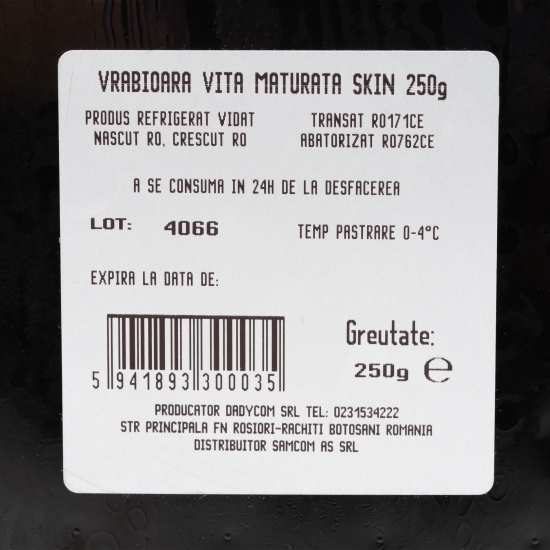 VRABIOARA VITA MATURATA SKIN 250g
PRODUS REFRIGERAT VIDAT
NASCUT RO, CRESCUT RO
TRANSAT RO171CE
ABATORIZAT RO762CE
A SE CONSUMA IN 24H DE LA DESFACEREA
LOT: 4066
TEMP PASTRARE 0-4°C
EXPIRA LA DATA DE:
Greutate:
250g ℮
5 941893 300035
PRODUCATOR DADYCOM SRL TEL: 0231534222
STR PRINCIPALA FN ROSIORI-RACHITI BOTOSANI ROMANIA
DISTRIBUITOR SAMCOM AS SRL